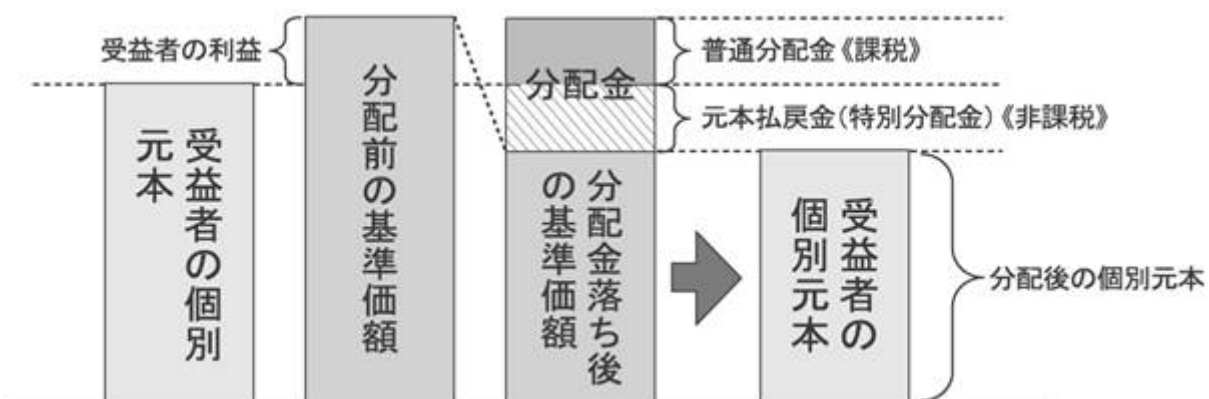 受益者の利益
普通分配金《課税》
分配金
元本払戻金(特別分配金)《非課税》
受益者の個別
元本
分配前の基準価額
分配金落ち後
の基準価額
受益者の
個別元本
分配後の個別元本